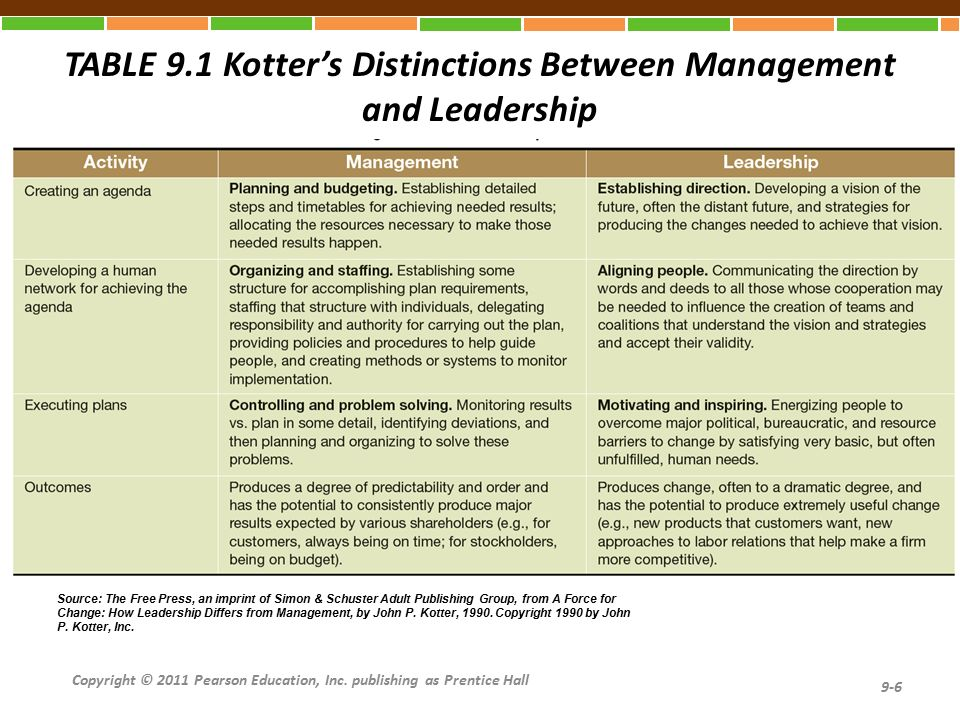 TABLE 9.1 Kotter’s Distinctions Between Management
and Leadership
Activity
Management
Leadership
Creating an agenda
Planning and budgeting. Establishing detailed
steps and timetables for achieving needed results;
allocating the resources necessary to make those
needed results happen.
Establishing direction. Developing a vision of the
future, often the distant future, and strategies for
producing the changes needed to achieve that vision.
Developing a human
network for achieving the
agenda
Organizing and staffing. Establishing some
structure for accomplishing plan requirements,
staffing that structure with individuals, delegating
responsibility and authority for carrying out the plan,
providing policies and procedures to help guide
people, and creating methods or systems to monitor
implementation.
Aligning people. Communicating the direction by
words and deeds to all those whose cooperation may
be needed to influence the creation of teams and
coalitions that understand the vision and strategies
and accept their validity.
Executing plans
Controlling and problem solving. Monitoring results
vs. plan in some detail, identifying deviations, and
then planning and organizing to solve these
problems.
Motivating and inspiring. Energizing people to
overcome major political, bureaucratic, and resource
barriers to change by satisfying very basic, but often
unfulfilled, human needs.
Outcomes
Produces a degree of predictability and order and
has the potential to consistently produce major
results expected by various shareholders (e.g., for
customers, always being on time; for stockholders,
being on budget).
Produces change, often to a dramatic degree, and
has the potential to produce extremely useful change
(e.g., new products that customers want, new
approaches to labor relations that help make a firm
more competitive).
Source: The Free Press, an imprint of Simon & Schuster Adult Publishing Group, from A Force for
Change: How Leadership Differs from Management, by John P. Kotter, 1990. Copyright 1990 by John
P. Kotter, Inc.
Copyright © 2011 Pearson Education, Inc. publishing as Prentice Hall
9-6